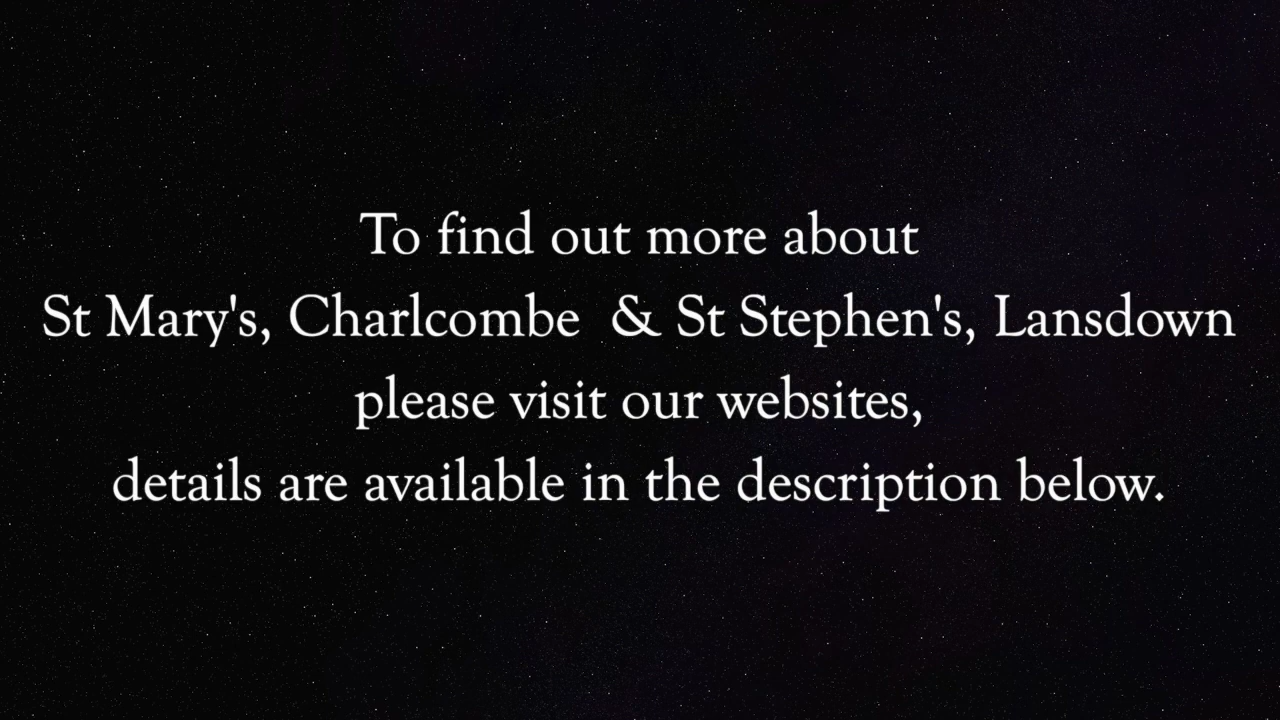 To find out more about
St Mary's, Charlcombe  & St Stephen's, Lansdown
please visit our websites,
details are available in the description below.